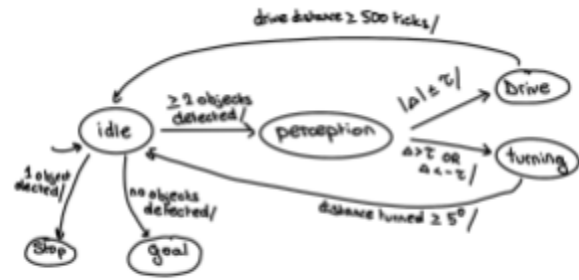 drive distance ≥ 500 ticks/
≥ 2 objects
detected/
|Δ| ≤ τ/
Drive
idle
perception
Δ > τ OR
Δ < -τ/
turning
1 object
dected/
no objects
detected/
distance turned ≥ 5°/
Stop
goal